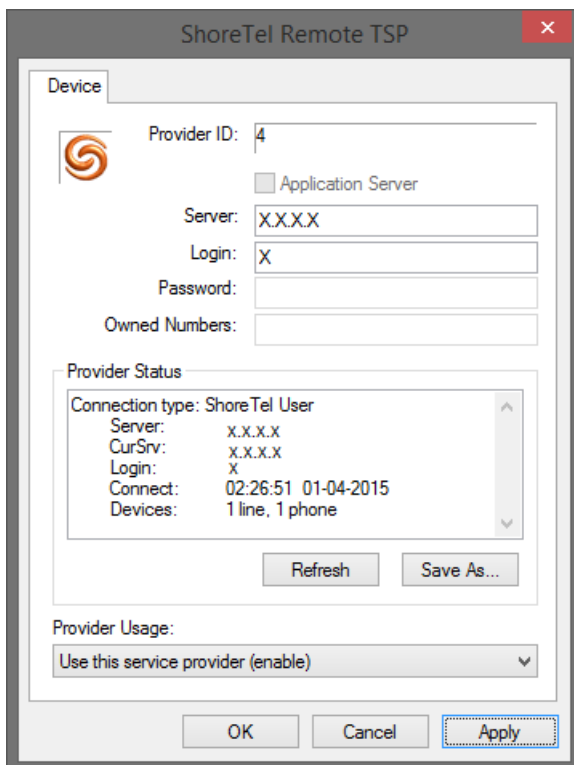 ShoreTel Remote TSP
Device
Provider ID: 4
Application Server
Server: X.X.X.X
Login: X
Password:
Owned Numbers:
Provider Status
Connection type: ShoreTel User
Server: x.x.x.x
CurSrv: x.x.x.x
Login: x
Connect: 02:26:51 01-04-2015
Devices: 1 line, 1 phone
Refresh Save As...
Provider Usage:
Use this service provider (enable)
OK Cancel Apply